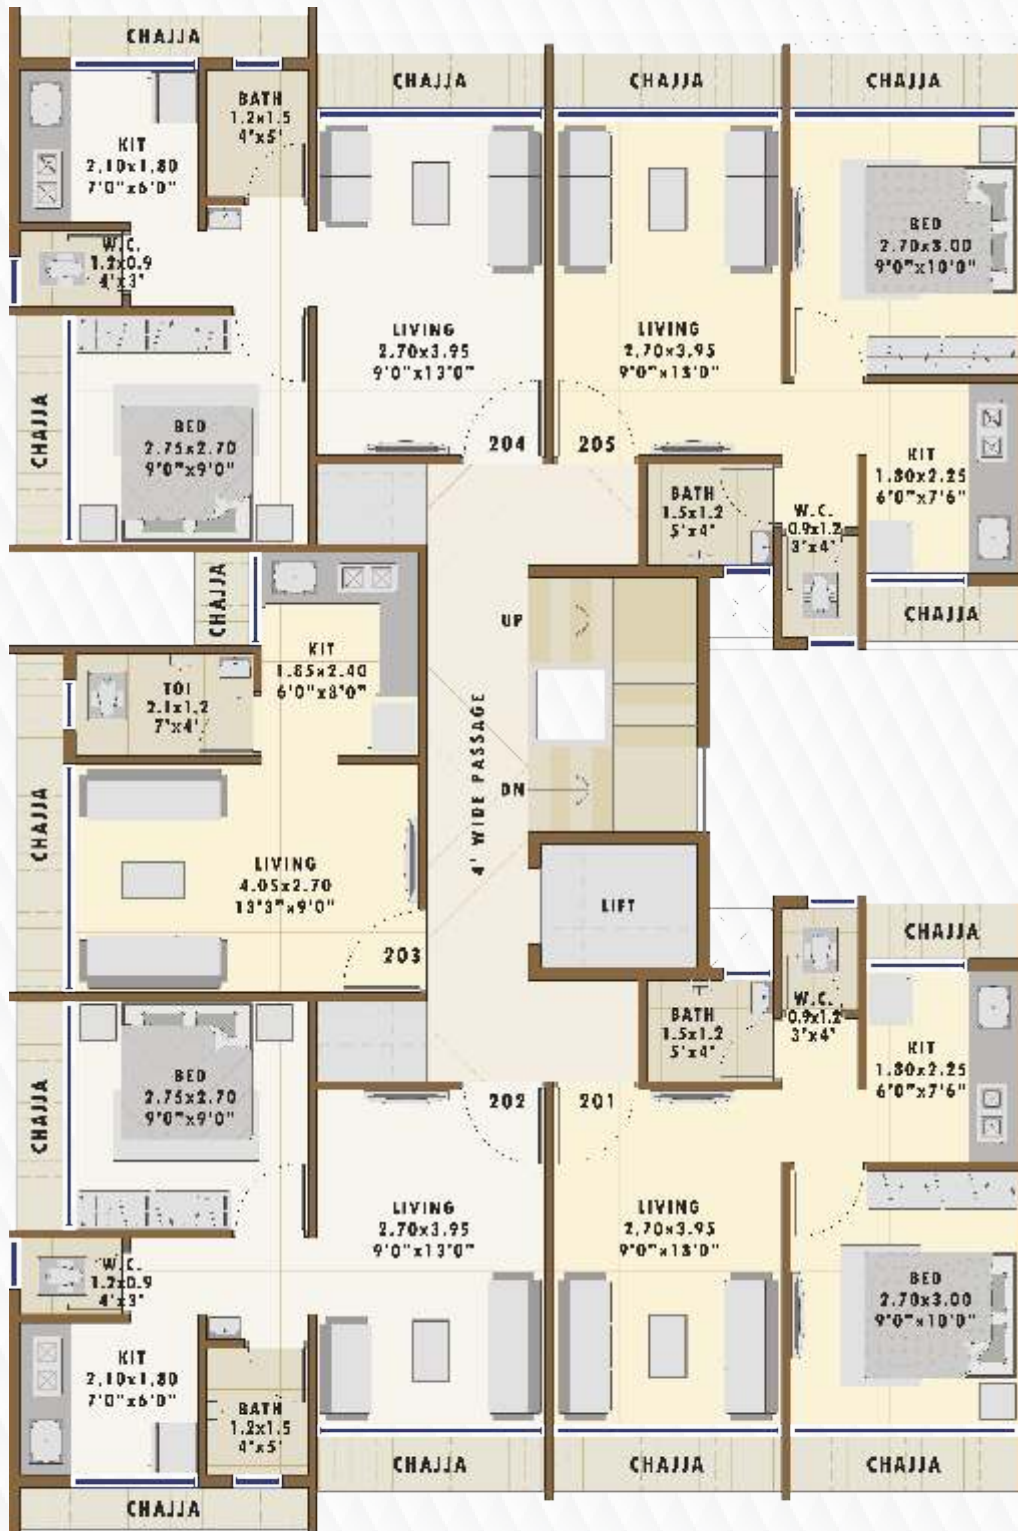 CHAJJA
CHAJJA
CHAJJA
CHAJJA
BATH
1.2x1.5
4'x5'
KIT
2.10x1.80
7'0"x6'0"
W.C.
1.2x0.9
4'x3'
BED
2.70x3.00
9'0"x10'0"
LIVING
2.70x3.95
9'0"x13'0"
LIVING
2.70x3.95
9'0"x13'0"
CHAJJA
BED
2.75x2.70
9'0"x9'0"
204
205
KIT
1.80x2.25
6'0"x7'6"
BATH
1.5x1.2
5'x4'
W.C.
0.9x1.2
3'x4'
CHAJJA
CHAJJA
UP
KIT
1.85x2.40
6'0"x8'0"
TOI
2.1x1.2
7'x4'
4' WIDE PASSAGE
DN
CHAJJA
LIVING
4.05x2.70
13'3"x9'0"
LIFT
203
CHAJJA
BATH
1.5x1.2
5'x4'
W.C.
0.9x1.2
3'x4'
KIT
1.80x2.25
6'0"x7'6"
BED
2.75x2.70
9'0"x9'0"
CHAJJA
202
201
LIVING
2.70x3.95
9'0"x13'0"
LIVING
2.70x3.95
9'0"x13'0"
W.C.
1.2x0.9
4'x3'
BED
2.70x3.00
9'0"x10'0"
KIT
2.10x1.80
7'0"x6'0"
BATH
1.2x1.5
4'x5'
CHAJJA
CHAJJA
CHAJJA
CHAJJA